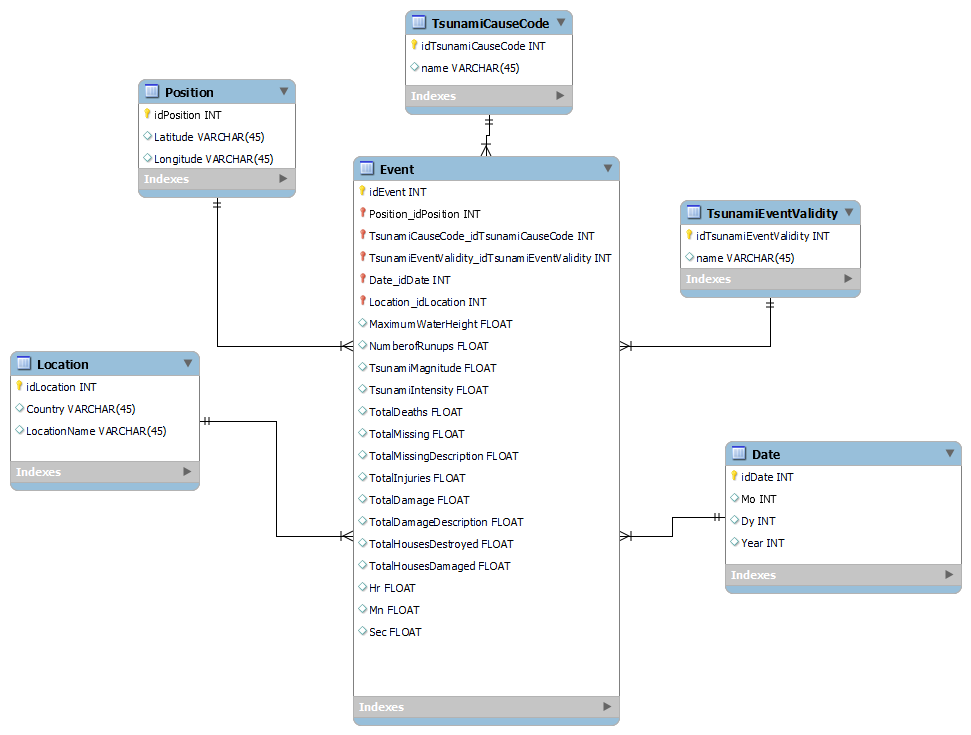 TsunamiCauseCode
idTsunamiCauseCode INT
name VARCHAR(45)
Indexes
Position
idPosition INT
Latitude VARCHAR(45)
Longitude VARCHAR(45)
Indexes
Event
idEvent INT
Position_idPosition INT
TsunamiCauseCode_idTsunamiCauseCode INT
TsunamiEventValidity_idTsunamiEventValidity INT
Date_idDate INT
Location_idLocation INT
MaximumWaterHeight FLOAT
NumberofRunups FLOAT
TsunamiMagnitude FLOAT
TsunamiIntensity FLOAT
TotalDeaths FLOAT
TotalMissing FLOAT
TotalMissingDescription FLOAT
TotalInjuries FLOAT
TotalDamage FLOAT
TotalDamageDescription FLOAT
TotalHousesDestroyed FLOAT
TotalHousesDamaged FLOAT
Hr FLOAT
Mn FLOAT
Sec FLOAT
Indexes
TsunamiEventValidity
idTsunamiEventValidity INT
name VARCHAR(45)
Indexes
Location
idLocation INT
Country VARCHAR(45)
LocationName VARCHAR(45)
Indexes
Date
idDate INT
Mo INT
Dy INT
Year INT
Indexes